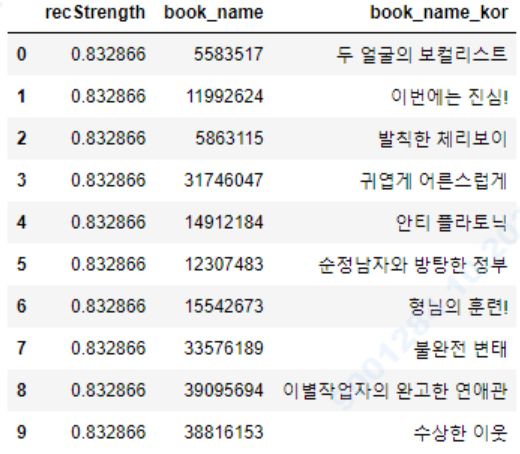 recStrength book_name book_name_kor
0 0.832866 5583517 두 얼굴의 보컬리스트
1 0.832866 11992624 이번에는 진심!
2 0.832866 5863115 발칙한 체리보이
3 0.832866 31746047 귀엽게 어른스럽게
4 0.832866 14912184 안티 플라토닉
5 0.832866 12307483 순정남자와 방탕한 정부
6 0.832866 15542673 형님의 훈련!
7 0.832866 33576189 불완전 변태
8 0.832866 39095694 이별작업자의 완고한 연애관
9 0.832866 38816153 수상한 이웃